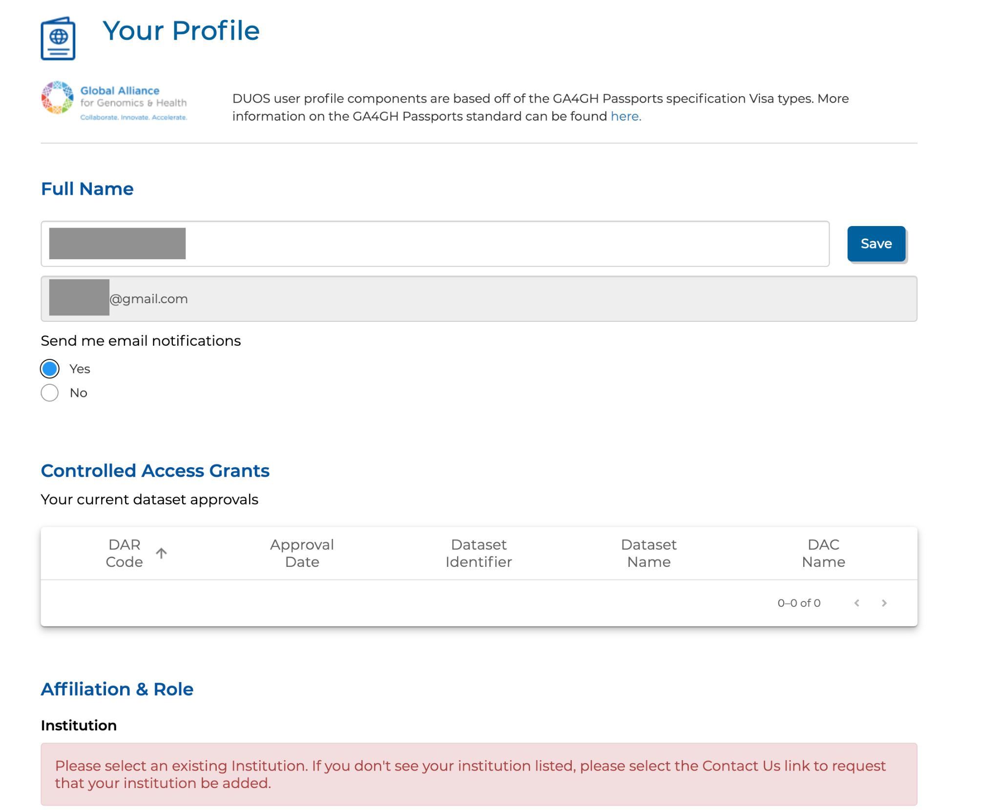 Your Profile
Global Alliance
for Genomics & Health
Collaborate. Innovate. Accelerate.
DUOS user profile components are based off of the GA4GH Passports specification Visa types. More
information on the GA4GH Passports standard can be found here.
Full Name
Save
@gmail.com
Send me email notifications
Yes
No
Controlled Access Grants
Your current dataset approvals
DAR Code
Approval Date
Dataset Identifier
Dataset Name
DAC Name
0–0 of 0
Affiliation & Role
Institution
Please select an existing Institution. If you don't see your institution listed, please select the Contact Us link to request
that your institution be added.